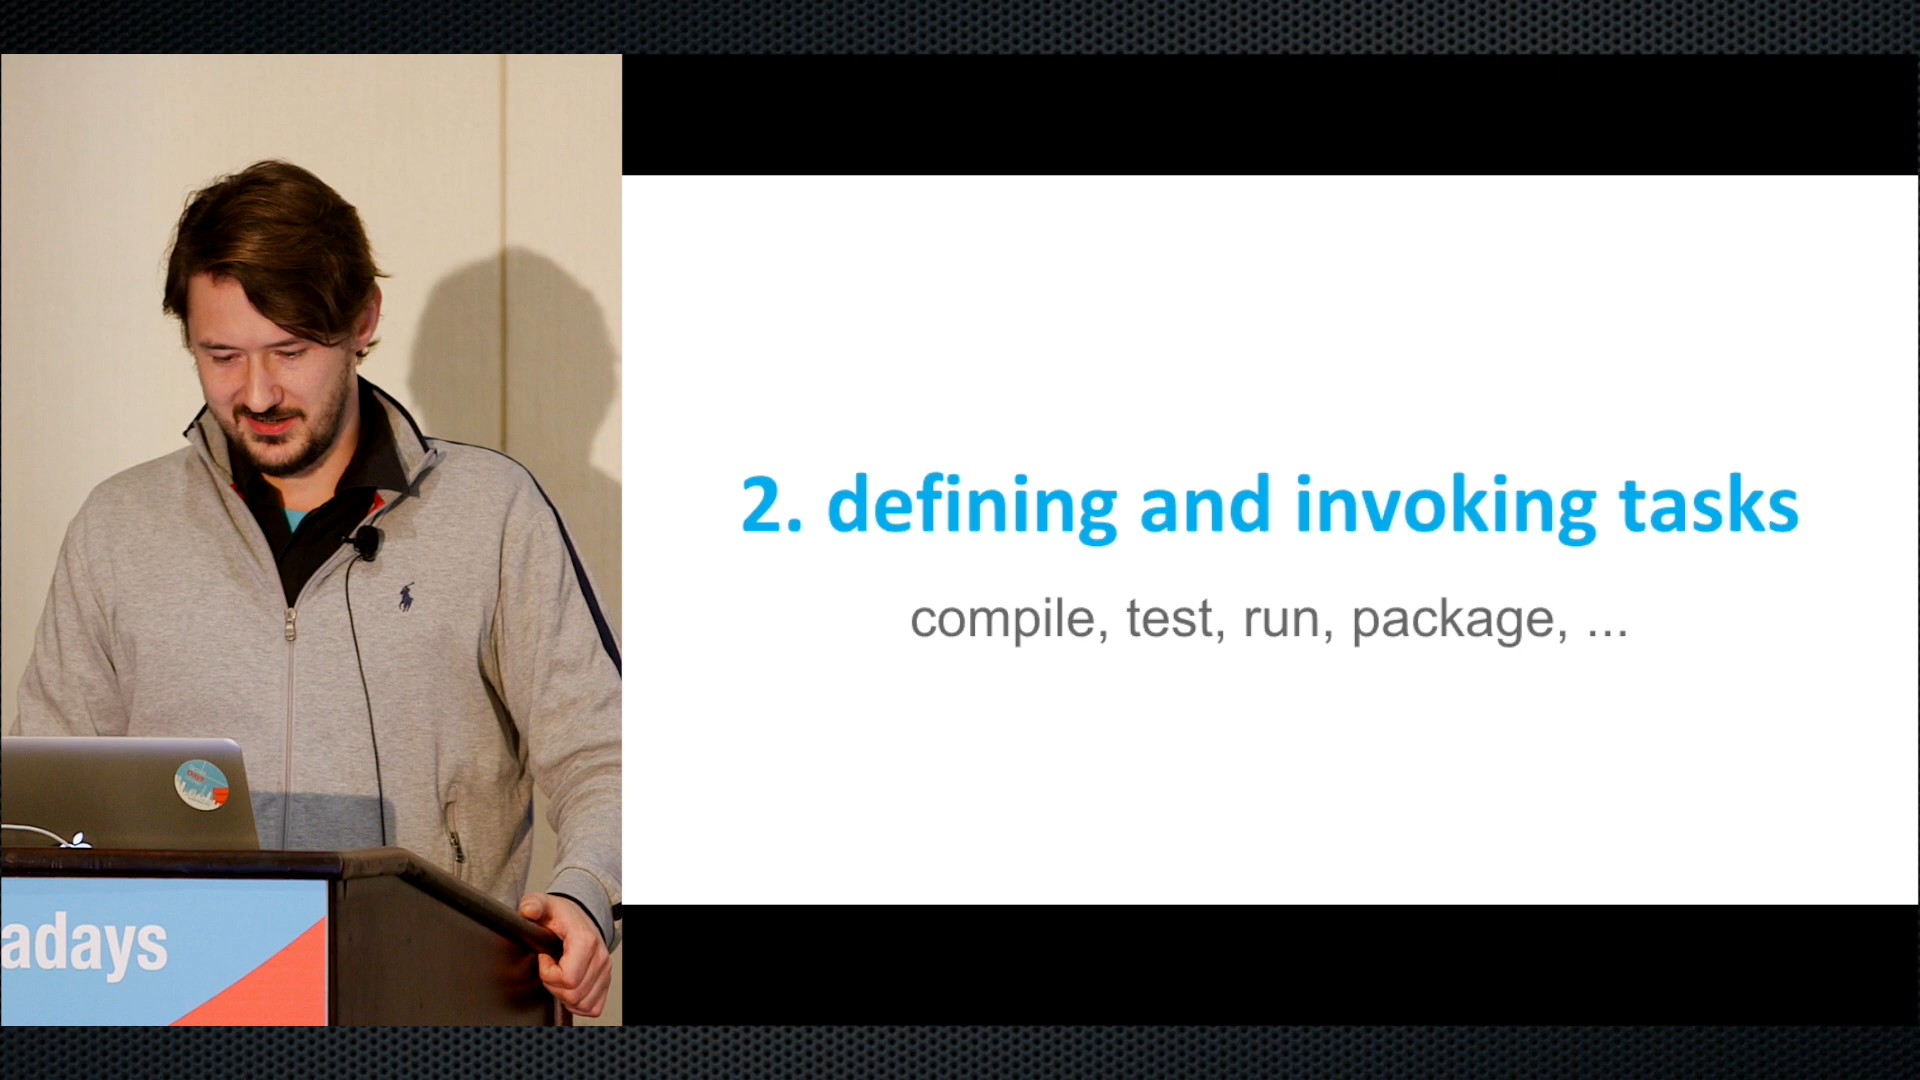 2. defining and invoking tasks
compile, test, run, package, ...
adays